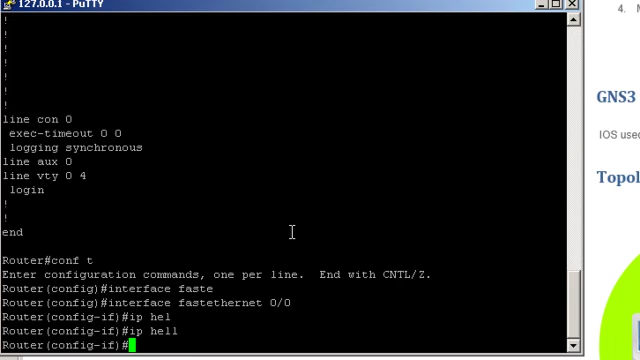 127.0.0.1 - PuTTY
!
!
!
!
!
!
!
line con 0
exec-timeout 0 0
logging synchronous
line aux 0
line vty 0 4
login
!
!
end
Router#conf t
Enter configuration commands, one per line.  End with CNTL/Z.
Router(config)#interface faste
Router(config)#interface fastethernet 0/0
Router(config-if)#ip hel
Router(config-if)#ip hell
Router(config-if)#
4.
GNS3
IOS used
Topol